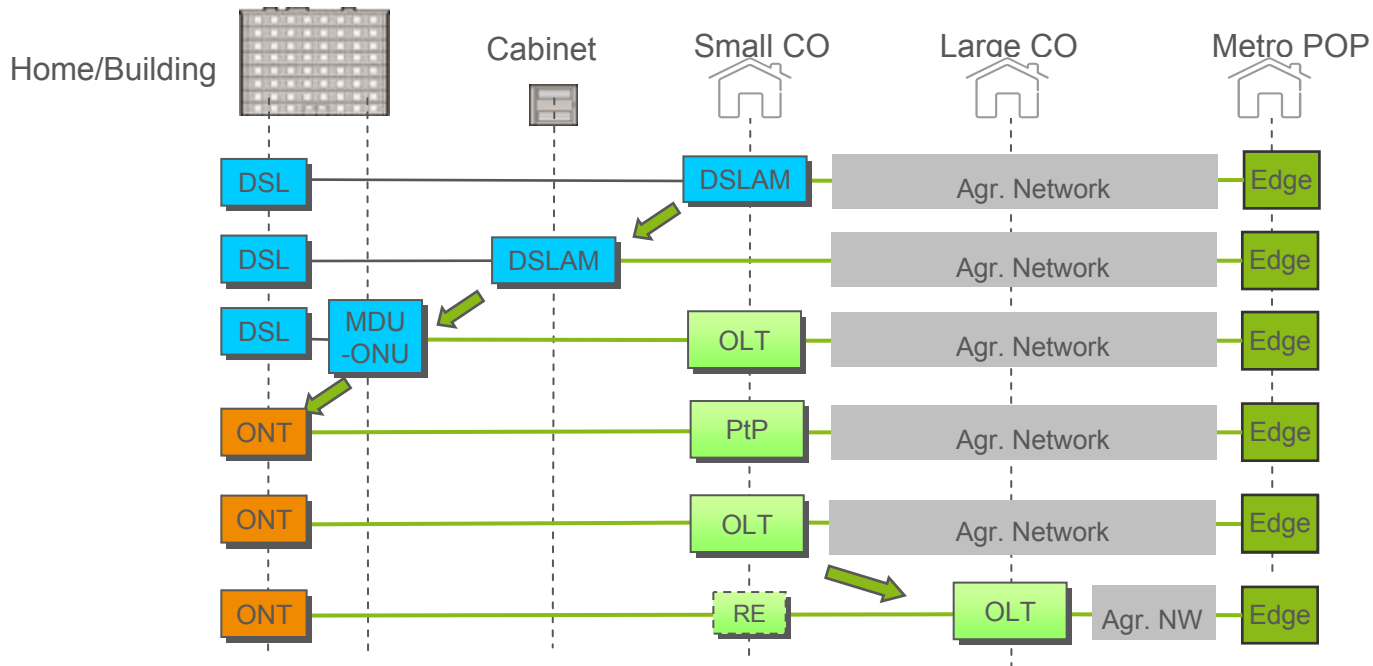 Home/Building
Cabinet
Small CO
Large CO
Metro POP
DSL
DSLAM
Agr. Network
Edge
DSL
DSLAM
Agr. Network
Edge
DSL
MDU
-ONU
OLT
Agr. Network
Edge
ONT
PtP
Agr. Network
Edge
ONT
OLT
Agr. Network
Edge
ONT
RE
OLT
Agr. NW
Edge